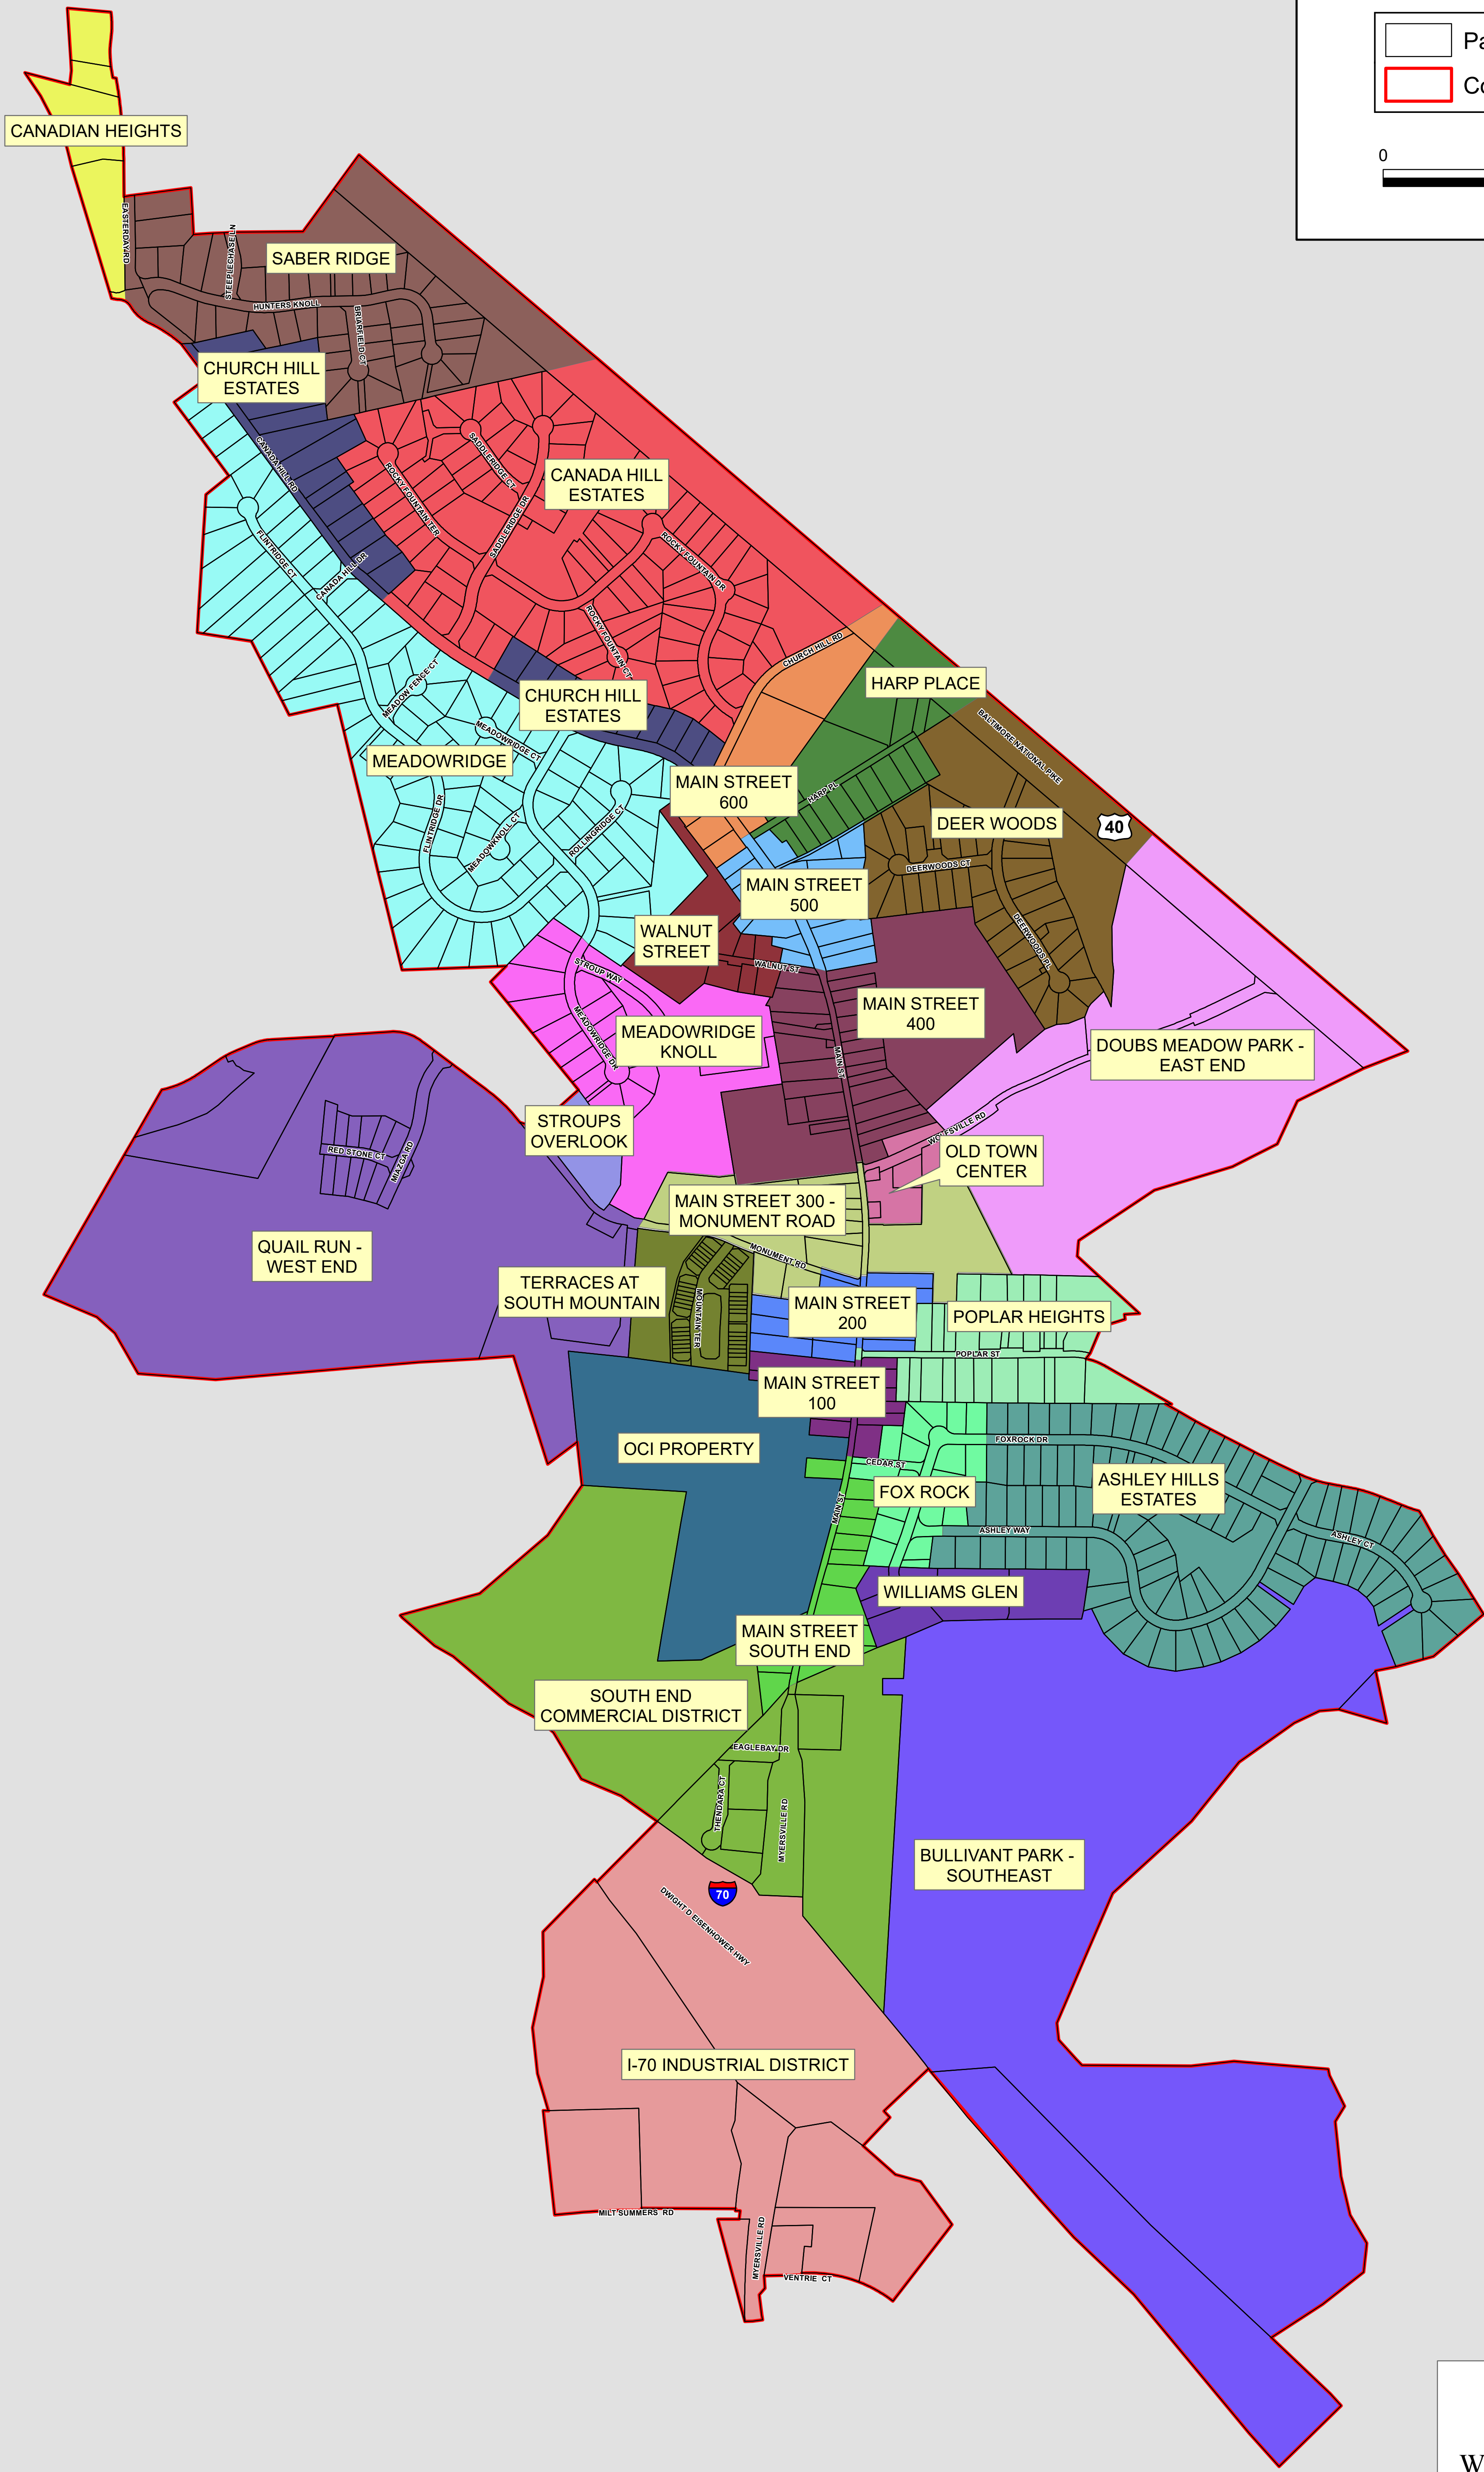 Pa
Co
0
CANADIAN HEIGHTS
EASTERDAY RD
STEEPLECHASE LN
SABER RIDGE
HUNTERS KNOLL
BRIARFIELD CT
CHURCH HILL
ESTATES
CANADA HILL RD
SADDLERIDGE CT
ROCKY FOUNTAIN TER
CANADA HILL
ESTATES
SADDLERIDGE DR
ROCKY FOUNTAIN DR
FLINTRIDGE CT
CANADA HILL DR
ROCKY FOUNTAIN CT
CHURCH HILL RD
MEADOW FENCE CT
HARP PLACE
CHURCH HILL
ESTATES
MEADOWRIDGE CT
BALTIMORE NATIONAL PIKE
MEADOWRIDGE
MAIN STREET
600
HARP PL
FLINTRIDGE DR
MEADOWKNOLL CT
ROLLINGRIDGE CT
DEER WOODS
40
DEERWOODS CT
MAIN STREET
500
WALNUT
STREET
DEERWOODS PL
WALNUT ST
STROUP WAY
MAIN STREET
400
MEADOWRIDGE DR
MEADOWRIDGE
KNOLL
MAIN ST
DOUBS MEADOW PARK -
EAST END
STROUPS
OVERLOOK
WOLFSVILLE RD
RED STONE CT
MIAZGA RD
OLD TOWN
CENTER
MAIN STREET 300 -
MONUMENT ROAD
QUAIL RUN -
WEST END
MONUMENT RD
TERRACES AT
SOUTH MOUNTAIN
MOUNTAIN TER
MAIN STREET
200
POPLAR HEIGHTS
POPLAR ST
MAIN STREET
100
OCI PROPERTY
FOXROCK DR
CEDAR ST
FOX ROCK
ASHLEY HILLS
ESTATES
MAIN ST
ASHLEY WAY
ASHLEY CT
WILLIAMS GLEN
MAIN STREET
SOUTH END
SOUTH END
COMMERCIAL DISTRICT
EAGLEBAY DR
THENDARA CT
MYERSVILLE RD
BULLIVANT PARK -
SOUTHEAST
70
DWIGHT D EISENHOWER HWY
I-70 INDUSTRIAL DISTRICT
MILT SUMMERS RD
MYERSVILLE RD
VENTRIE CT
W